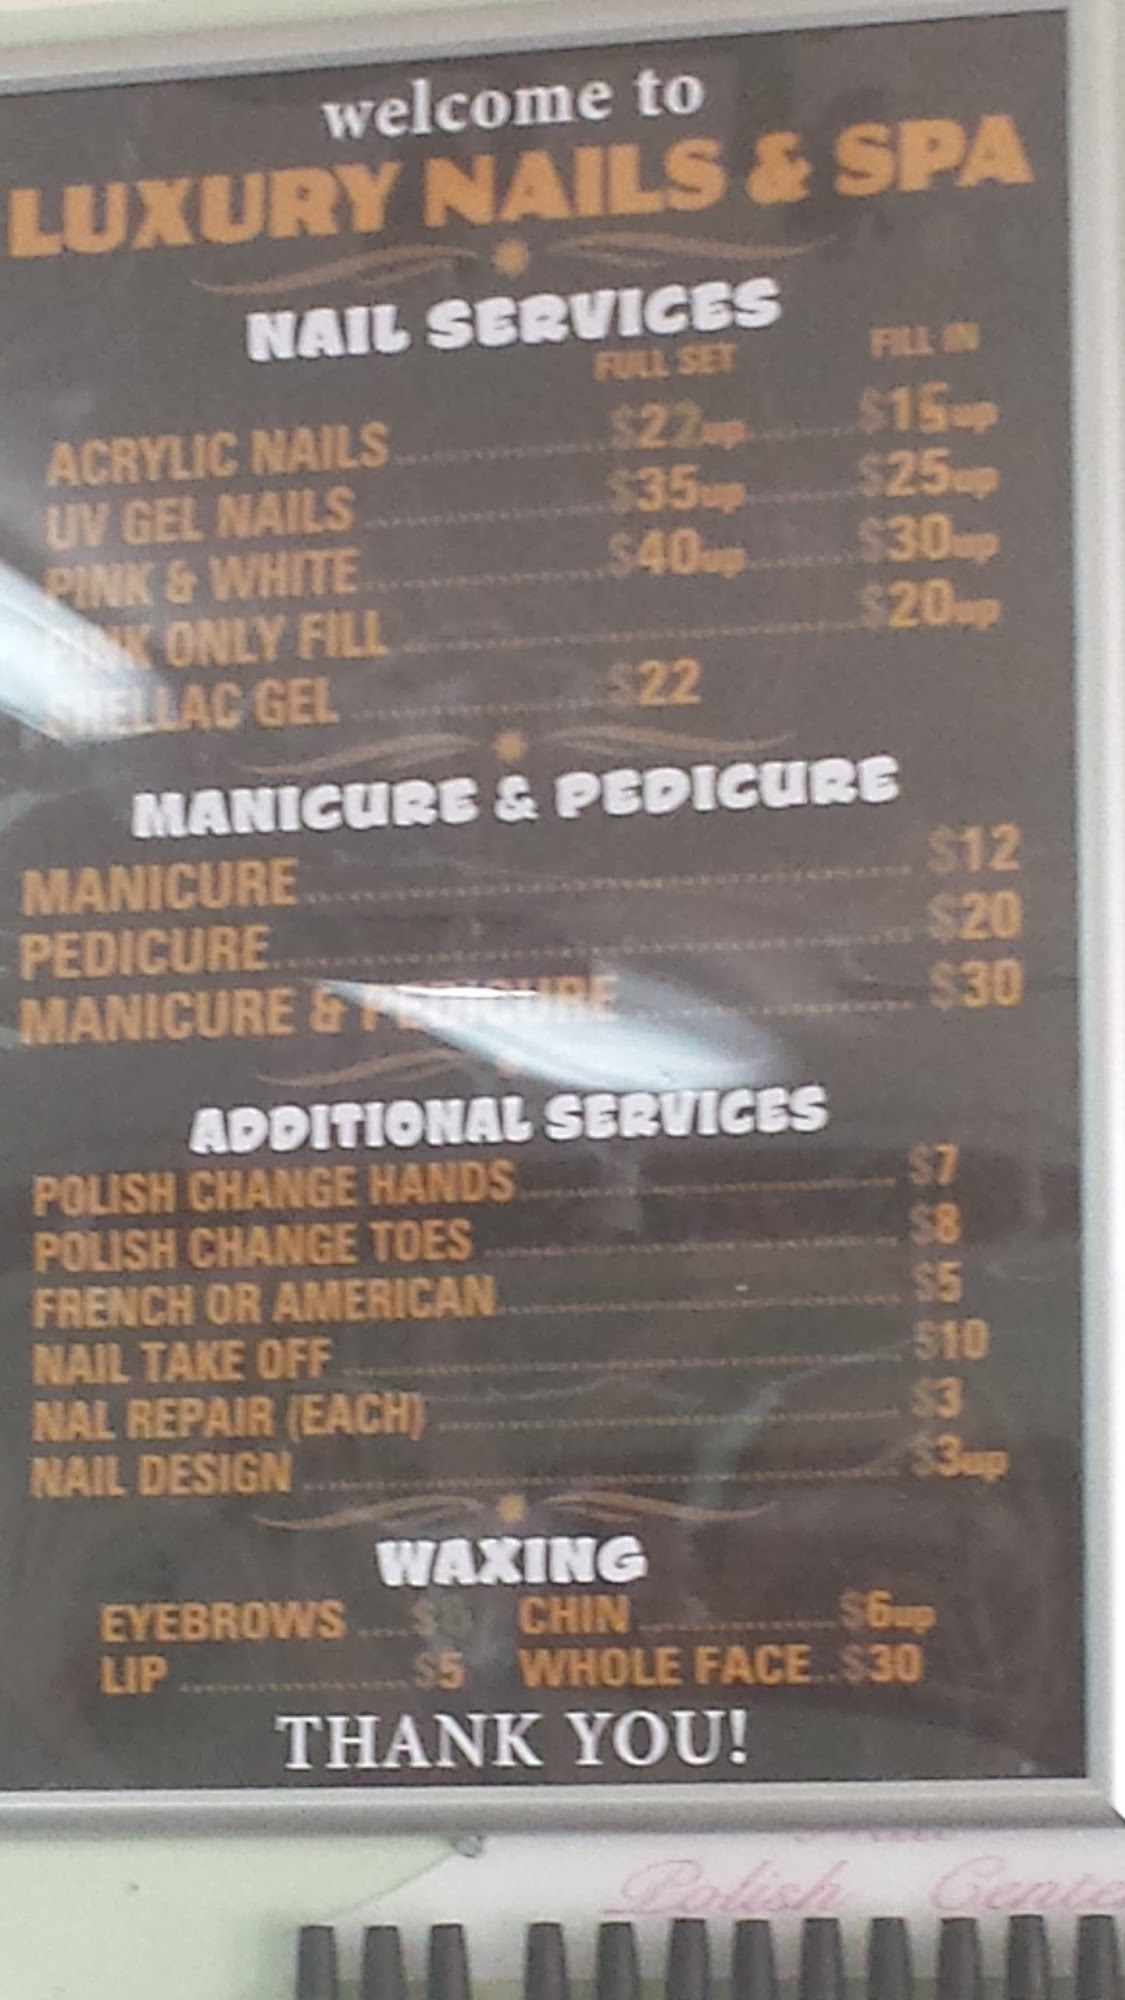 welcome to
LUXURY NAILS & SPA
NAIL SERVICES
FULL SET FILL IN
ACRYLIC NAILS $22up $15up
UV GEL NAILS $35up $25up
PINK & WHITE $40up $30up
PINK ONLY FILL $20up
SHELLAC GEL $22
MANICURE & PEDICURE
MANICURE $12
PEDICURE $20
MANICURE & PEDICURE $30
ADDITIONAL SERVICES
POLISH CHANGE HANDS $7
POLISH CHANGE TOES $8
FRENCH OR AMERICAN $5
NAIL TAKE OFF $10
NAL REPAIR (EACH) $3
NAIL DESIGN $3up
WAXING
EYEBROWS CHIN $6up
LIP $5 WHOLE FACE $30
THANK YOU!
Polish